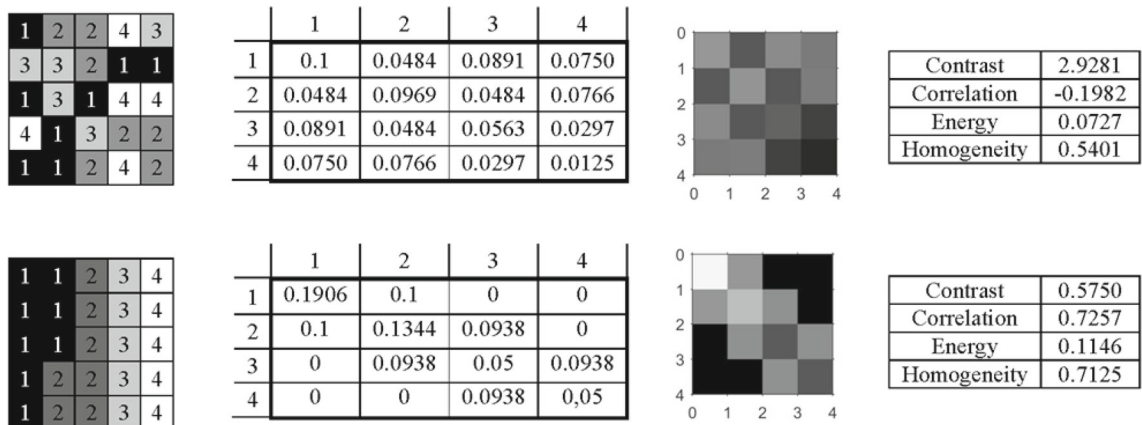 1 2 2 4 3
3 3 2 1 1
1 3 1 4 4
4 1 3 2 2
1 1 2 4 2
1 2 3 4
1 0.1 0.0484 0.0891 0.0750
2 0.0484 0.0969 0.0484 0.0766
3 0.0891 0.0484 0.0563 0.0297
4 0.0750 0.0766 0.0297 0.0125
0
1
2
3
4
0 1 2 3 4
Contrast 2.9281
Correlation -0.1982
Energy 0.0727
Homogeneity 0.5401
1 1 2 3 4
1 1 2 3 4
1 1 2 3 4
1 2 2 3 4
1 2 2 3 4
1 2 3 4
1 0.1906 0.1 0 0
2 0.1 0.1344 0.0938 0
3 0 0.0938 0.05 0.0938
4 0 0 0.0938 0,05
0
1
2
3
4
0 1 2 3 4
Contrast 0.5750
Correlation 0.7257
Energy 0.1146
Homogeneity 0.7125